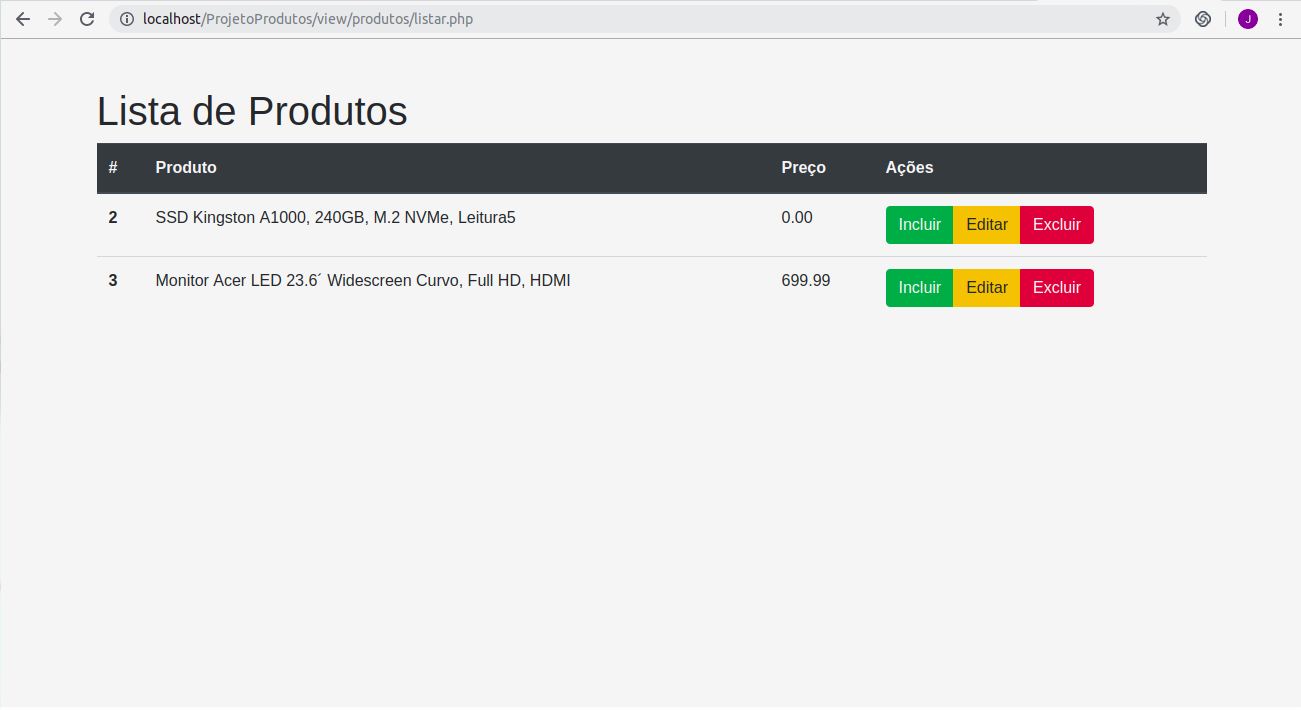 localhost/ProjetoProdutos/view/produtos/listar.php
J
Lista de Produtos
# Produto Preço Ações
2 SSD Kingston A1000, 240GB, M.2 NVMe, Leitura5 0.00 Incluir Editar Excluir
3 Monitor Acer LED 23.6´ Widescreen Curvo, Full HD, HDMI 699.99 Incluir Editar Excluir